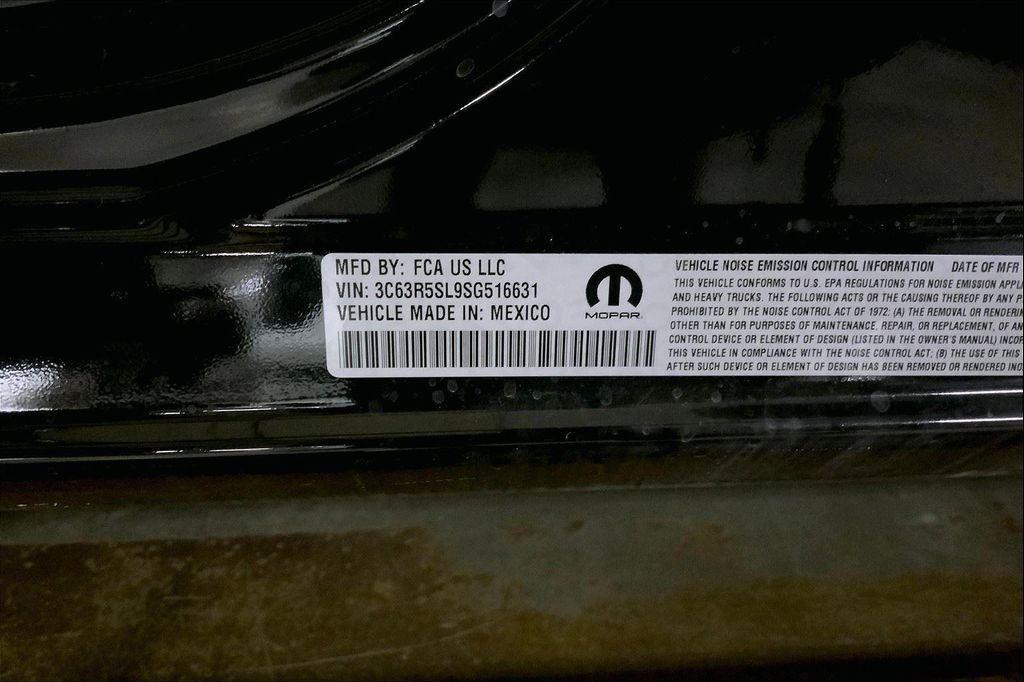 MFD BY: FCA US LLC
VIN: 3C63R5SL9SG516631
VEHICLE MADE IN: MEXICO
MOPAR
VEHICLE NOISE EMISSION CONTROL INFORMATION DATE OF MFR
THIS VEHICLE CONFORMS TO U.S. EPA REGULATIONS FOR NOISE EMISSION APPLI
AND HEAVY TRUCKS. THE FOLLOWING ACTS OR THE CAUSING THEREOF BY ANY P
PROHIBITED BY THE NOISE CONTROL ACT OF 1972: (A) THE REMOVAL OR RENDERIN
OTHER THAN FOR PURPOSES OF MAINTENANCE, REPAIR, OR REPLACEMENT, OF AN
CONTROL DEVICE OR ELEMENT OF DESIGN (LISTED IN THE OWNER'S MANUAL) INCOR
THIS VEHICLE IN COMPLIANCE WITH THE NOISE CONTROL ACT; (B) THE USE OF THIS
AFTER SUCH DEVICE OR ELEMENT OF DESIGN HAS BEEN REMOVED OR RENDERED INO